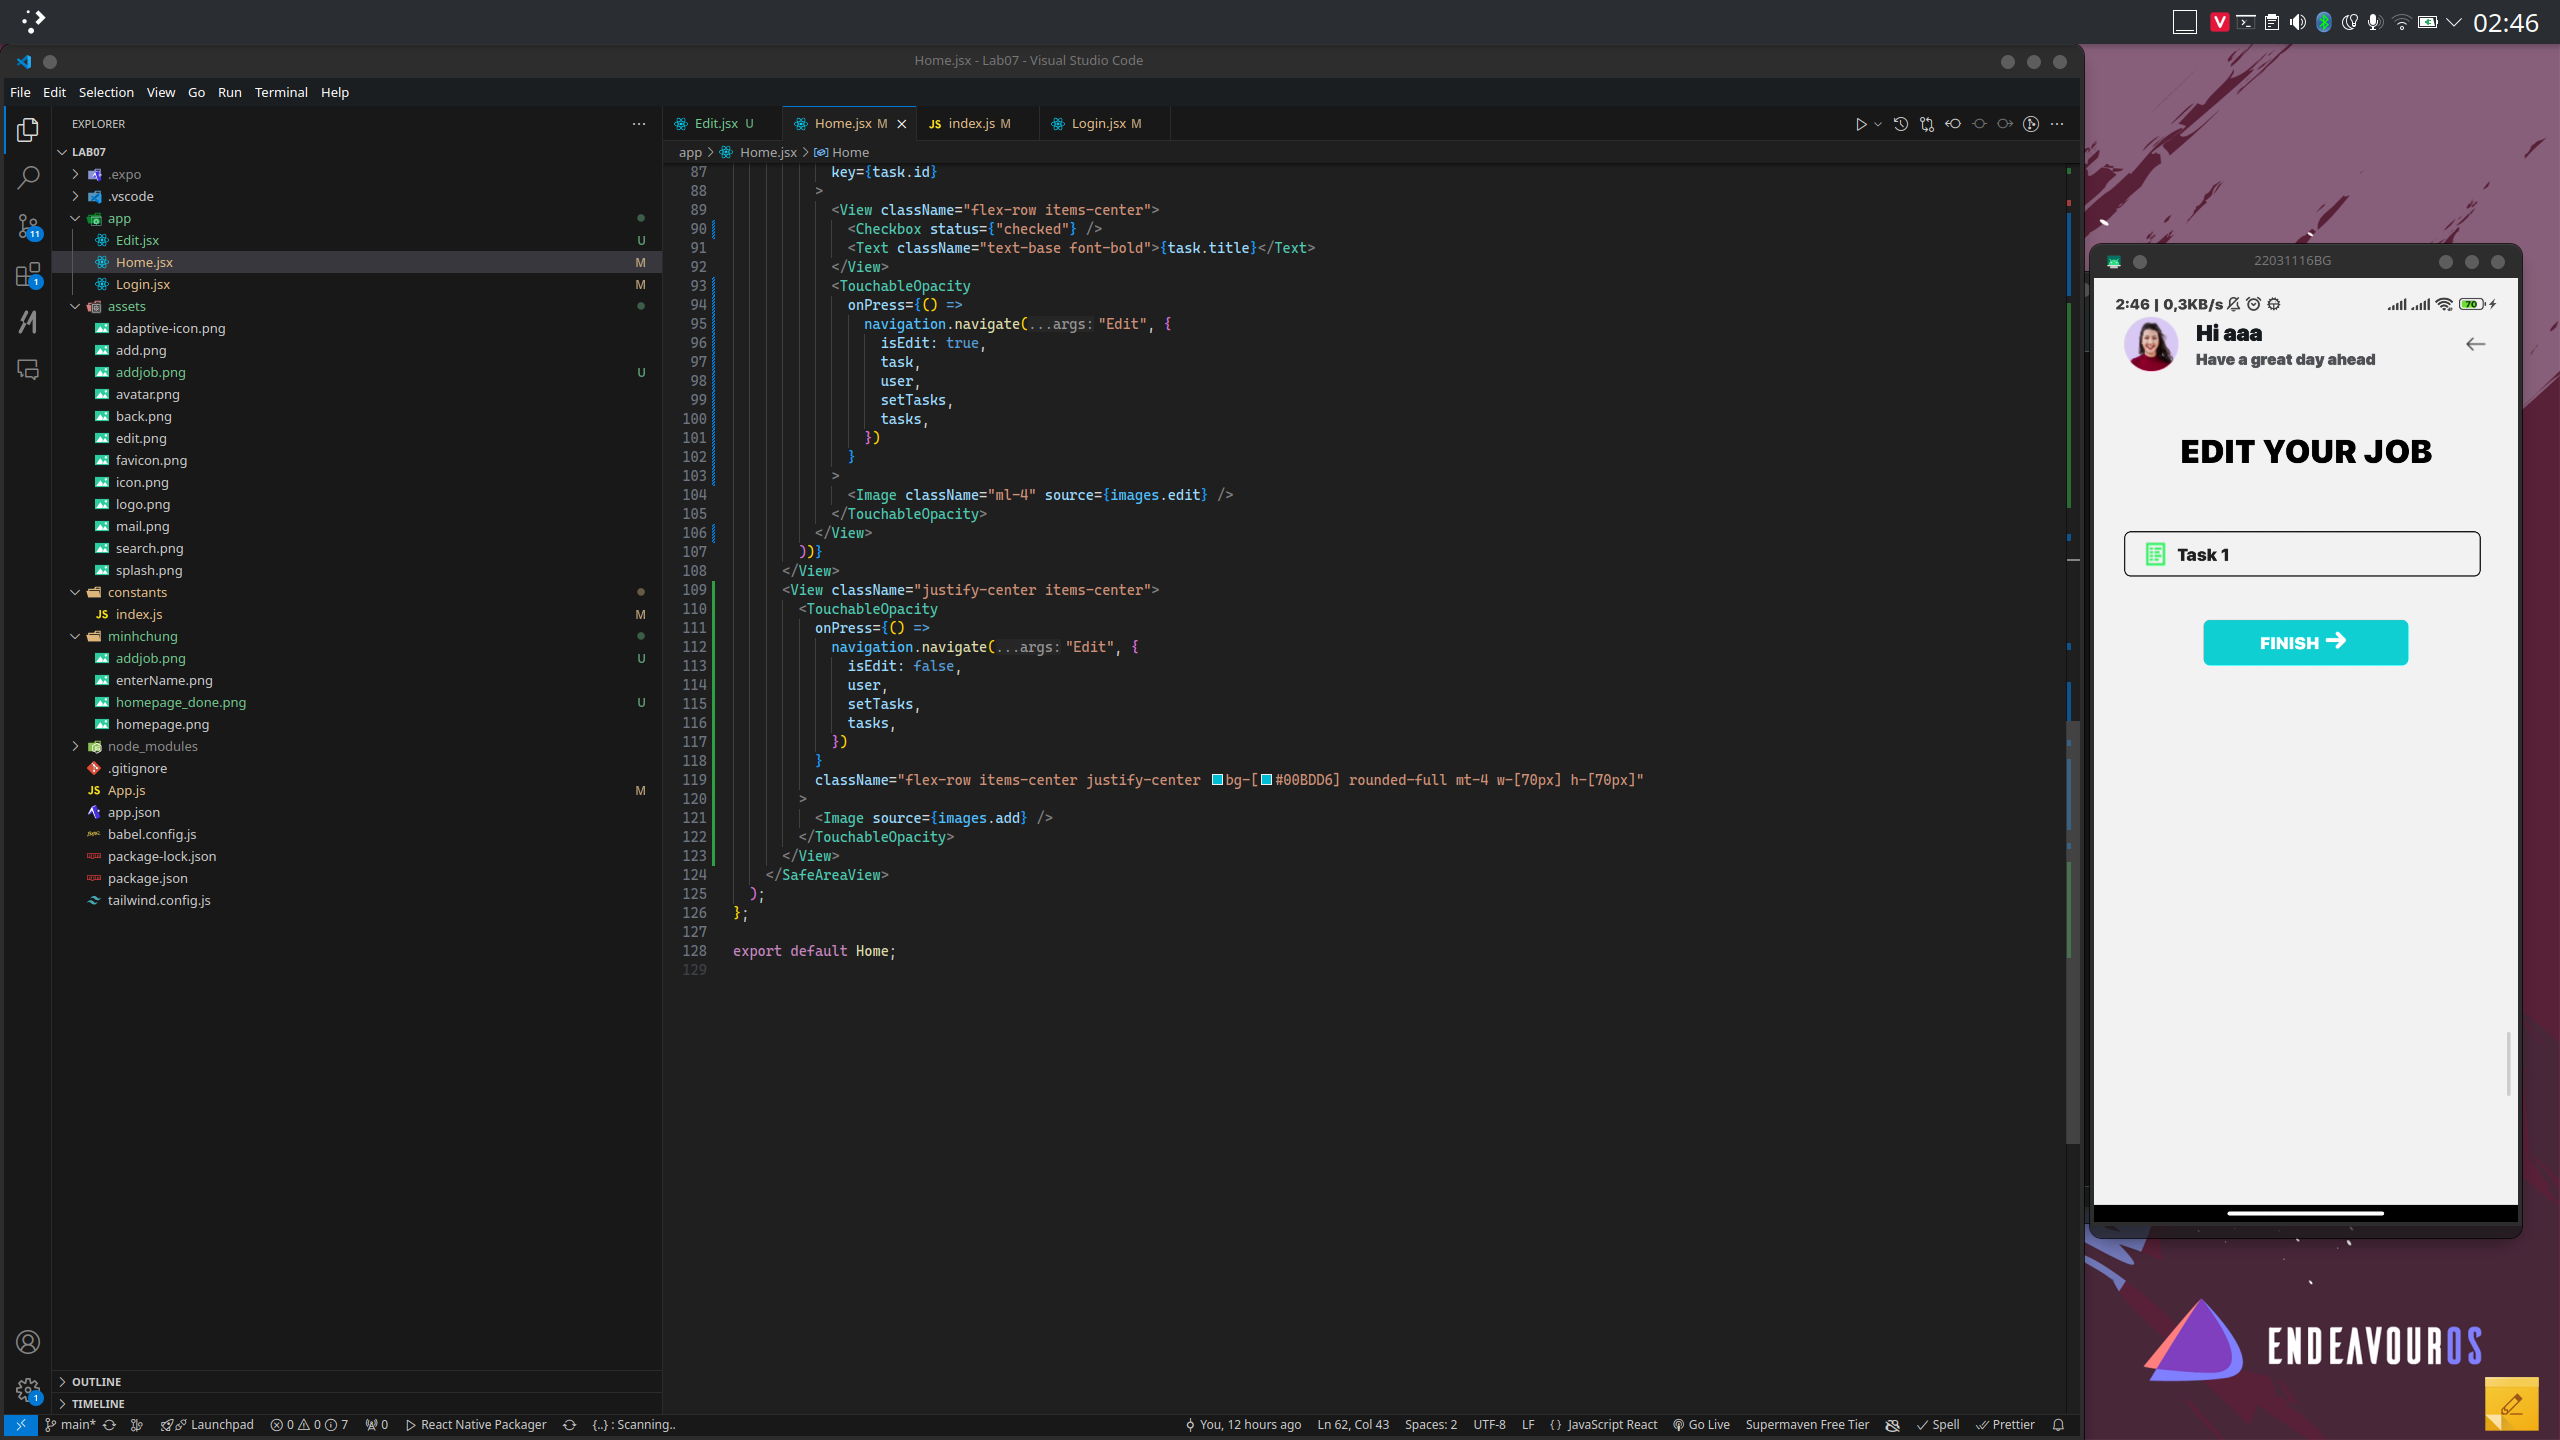 02:46
Home.jsx - Lab07 - Visual Studio Code
File Edit Selection View Go Run Terminal Help
EXPLORER
LAB07
.expo
.vscode
app
Edit.jsx U
Home.jsx M
Login.jsx M
assets
adaptive-icon.png
add.png
addjob.png U
avatar.png
back.png
edit.png
favicon.png
icon.png
logo.png
mail.png
search.png
splash.png
constants
index.js M
minhchung
addjob.png U
enterName.png
homepage_done.png U
homepage.png
node_modules
.gitignore
App.js M
app.json
babel.config.js
package-lock.json
package.json
tailwind.config.js
OUTLINE
TIMELINE
11
1
1
Edit.jsx U Home.jsx M index.js M Login.jsx M
app > Home.jsx > Home
87 key={task.id}
88 >
89 <View className="flex-row items-center">
90 <Checkbox status={"checked"} />
91 <Text className="text-base font-bold">{task.title}</Text>
92 </View>
93 <TouchableOpacity
94 onPress={() =>
95 navigation.navigate(...args: "Edit", {
96 isEdit: true,
97 task,
98 user,
99 setTasks,
100 tasks,
101 })
102 }
103 >
104 <Image className="ml-4" source={images.edit} />
105 </TouchableOpacity>
106 </View>
107 ))}
108 </View>
109 <View className="justify-center items-center">
110 <TouchableOpacity
111 onPress={() =>
112 navigation.navigate(...args: "Edit", {
113 isEdit: false,
114 user,
115 setTasks,
116 tasks,
117 })
118 }
119 className="flex-row items-center justify-center bg-[#00BDD6] rounded-full mt-4 w-[70px] h-[70px]"
120 >
121 <Image source={images.add} />
122 </TouchableOpacity>
123 </View>
124 </SafeAreaView>
125 );
126 };
127
128 export default Home;
129
main* Launchpad 0 0 7 0 React Native Packager {..} : Scanning.. You, 12 hours ago Ln 62, Col 43 Spaces: 2 UTF-8 LF { } JavaScript React Go Live Supermaven Free Tier Spell Prettier
22031116BG
2:46 | 0,3KB/s 70
Hi aaa
Have a great day ahead
EDIT YOUR JOB
Task 1
FINISH
ENDEAVOUROS